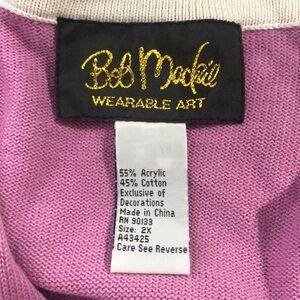 Bob Mackie
WEARABLE ART
55% Acrylic
45% Cotton
Exclusive of
Decorations
Made in China
RN 90133
Size: 2X
A43425
Care See Reverse